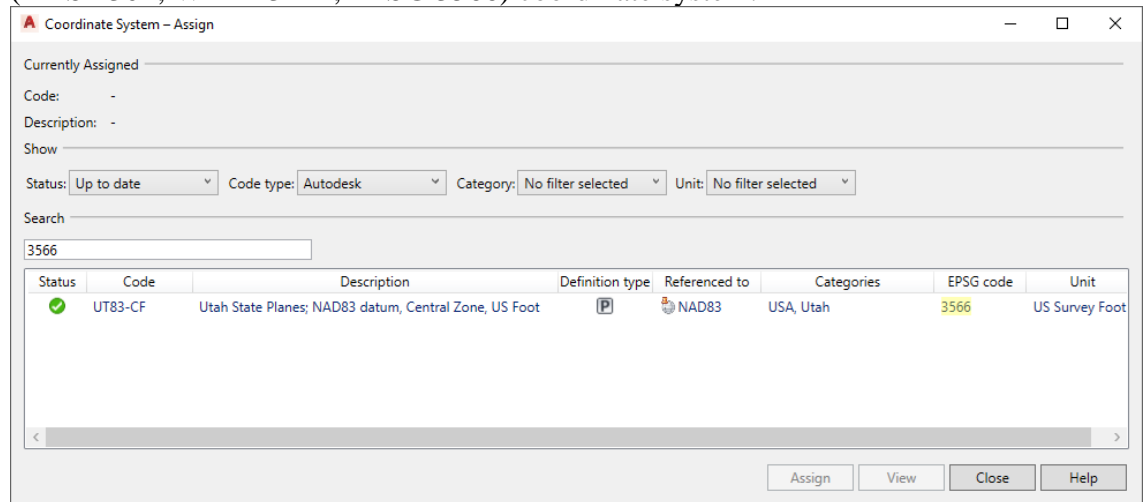 Coordinate System – Assign
Currently Assigned
Code: -
Description: -
Show
Status: Up to date Code type: Autodesk Category: No filter selected Unit: No filter selected
Search
3566
Status Code Description Definition type Referenced to Categories EPSG code Unit
UT83-CF Utah State Planes; NAD83 datum, Central Zone, US Foot P NAD83 USA, Utah 3566 US Survey Foot
Assign View Close Help